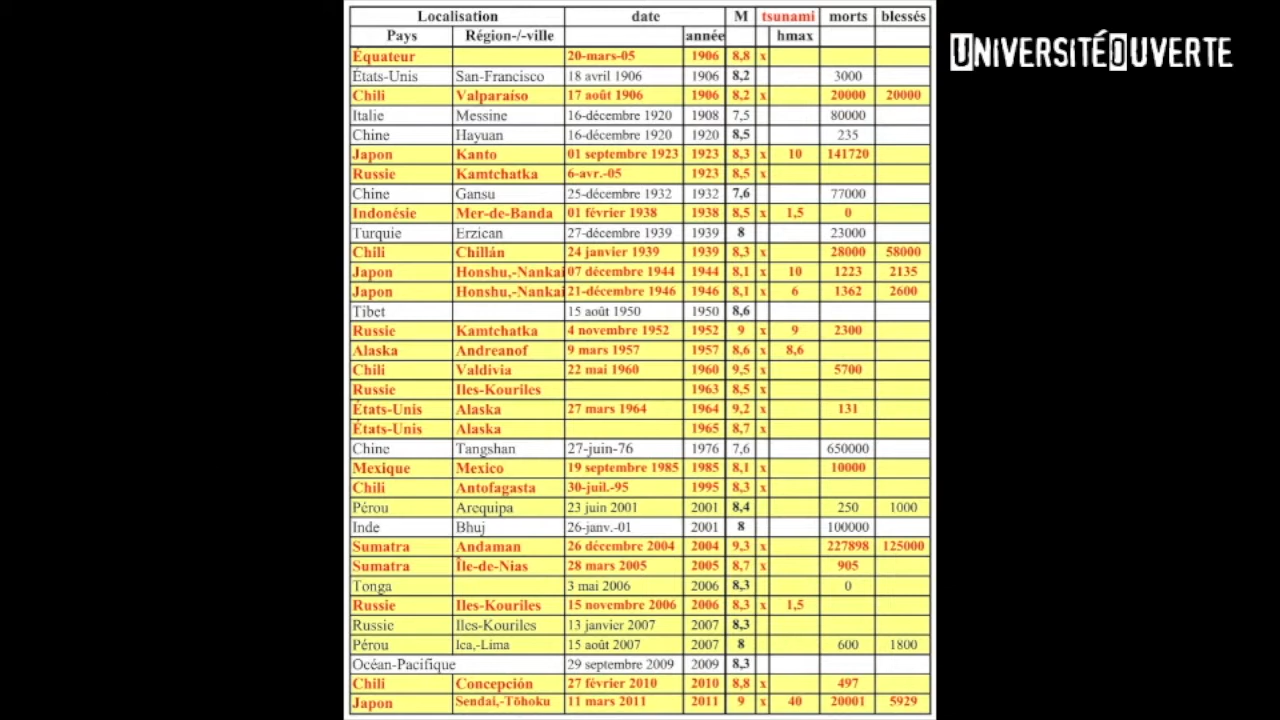 Localisation date M tsunami morts blessés
Pays Région-/-ville année hmax
Équateur 20-mars-05 1906 8,8 x
États-Unis San-Francisco 18 avril 1906 1906 8,2 3000
Chili Valparaiso 17 août 1906 1906 8,2 x 20000 20000
Italie Messine 16-décembre 1920 1908 7,5 80000
Chine Hayuan 16-décembre 1920 1920 8,5 235
Japon Kanto 01 septembre 1923 1923 8,3 x 10 141720
Russie Kamtchatka 6-avr.-05 1923 8,5 x
Chine Gansu 25-décembre 1932 1932 7,6 77000
Indonésie Mer-de-Banda 01 février 1938 1938 8,5 x 1,5 0
Turquie Erzican 27-décembre 1939 1939 8 23000
Chili Chillán 24 janvier 1939 1939 8,3 x 28000 58000
Japon Honshu,-Nankai 07 décembre 1944 1944 8,1 x 10 1223 2135
Japon Honshu,-Nankai 21-décembre 1946 1946 8,1 x 6 1362 2600
Tibet 15 août 1950 1950 8,6
Russie Kamtchatka 4 novembre 1952 1952 9 x 9 2300
Alaska Andreanof 9 mars 1957 1957 8,6 x 8,6
Chili Valdivia 22 mai 1960 1960 9,5 x 5700
Russie Iles-Kouriles 1963 8,5 x
États-Unis Alaska 27 mars 1964 1964 9,2 x 131
États-Unis Alaska 1965 8,7 x
Chine Tangshan 27-juin-76 1976 7,6 650000
Mexique Mexico 19 septembre 1985 1985 8,1 x 10000
Chili Antofagasta 30-juil.-95 1995 8,3 x
Pérou Arequipa 23 juin 2001 2001 8,4 250 1000
Inde Bhuj 26-janv.-01 2001 8 100000
Sumatra Andaman 26 décembre 2004 2004 9,3 x 227898 125000
Sumatra Île-de-Nias 28 mars 2005 2005 8,7 x 905
Tonga 3 mai 2006 2006 8,3 0
Russie Iles-Kouriles 15 novembre 2006 2006 8,3 x 1,5
Russie Iles-Kouriles 13 janvier 2007 2007 8,3
Pérou Ica,-Lima 15 août 2007 2007 8 600 1800
Océan-Pacifique 29 septembre 2009 2009 8,3
Chili Concepción 27 février 2010 2010 8,8 x 497
Japon Sendai,-Tōhoku 11 mars 2011 2011 9 x 40 20001 5929
UNIVERSITÉOUVERTE